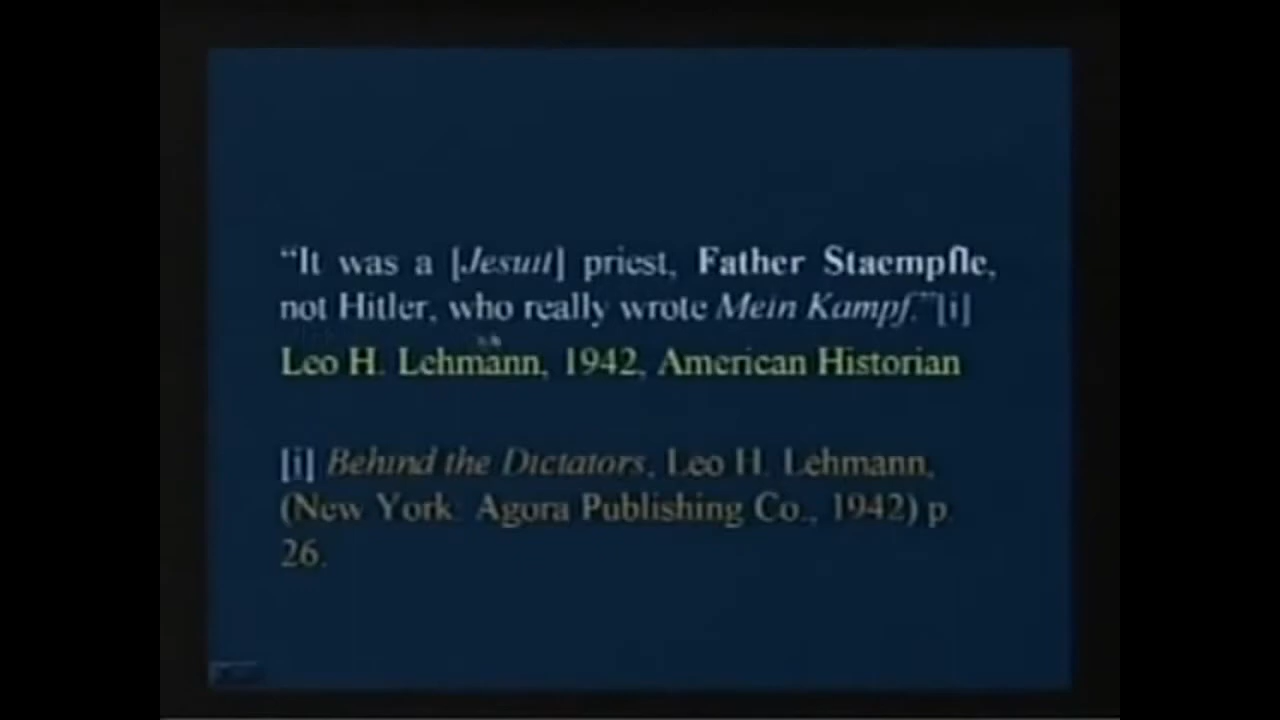 “It was a [Jesuit] priest, Father Staempfle,
not Hitler, who really wrote Mein Kampf.”[i]
Leo H. Lehmann, 1942, American Historian
[i] Behind the Dictators, Leo H. Lehmann,
(New York: Agora Publishing Co., 1942) p.
26.